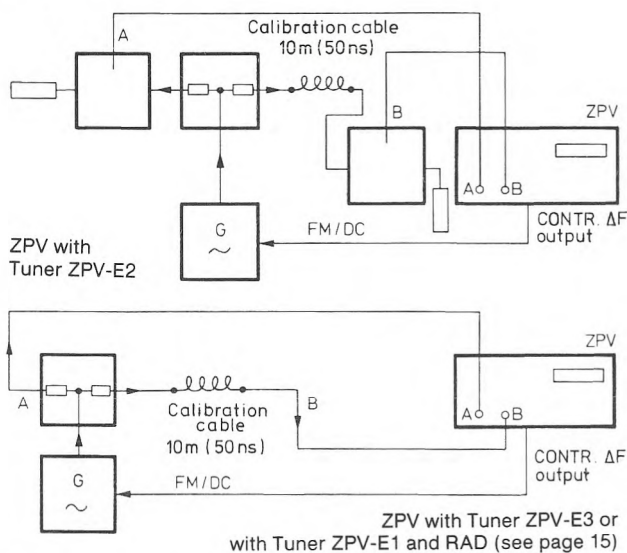 A
Calibration cable
10m (50ns)
B
ZPV
A B
G
~
FM/DC
CONTR. ΔF
output
ZPV with
Tuner ZPV-E2
A
Calibration
cable
10m (50ns)
B
ZPV
A B
G
~
FM/DC
CONTR. ΔF
output
ZPV with Tuner ZPV-E3 or
with Tuner ZPV-E1 and RAD (see page 15)